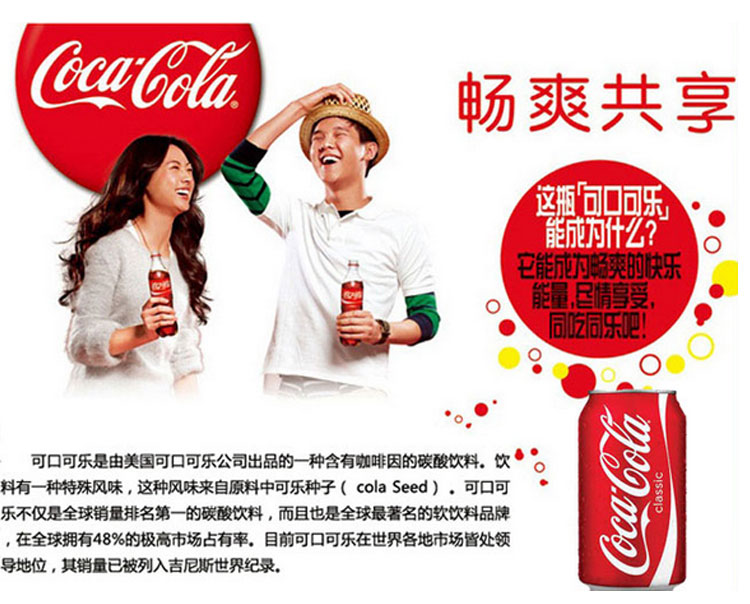 Coca-Cola
畅爽共享
这瓶「可口可乐」
能成为什么?
它能成为畅爽的快乐
能量,尽情享受,
同吃同乐吧!
可口可乐
可口可乐
可口可乐是由美国可口可乐公司出品的一种含有咖啡因的碳酸饮料。饮
料有一种特殊风味，这种风味来自原料中可乐种子（ cola Seed ）。可口可
乐不仅是全球销量排名第一的碳酸饮料，而且也是全球最著名的软饮料品牌
，在全球拥有48%的极高市场占有率。目前可口可乐在世界各地市场皆处领
导地位，其销量已被列入吉尼斯世界纪录。
Coca-Cola
classic